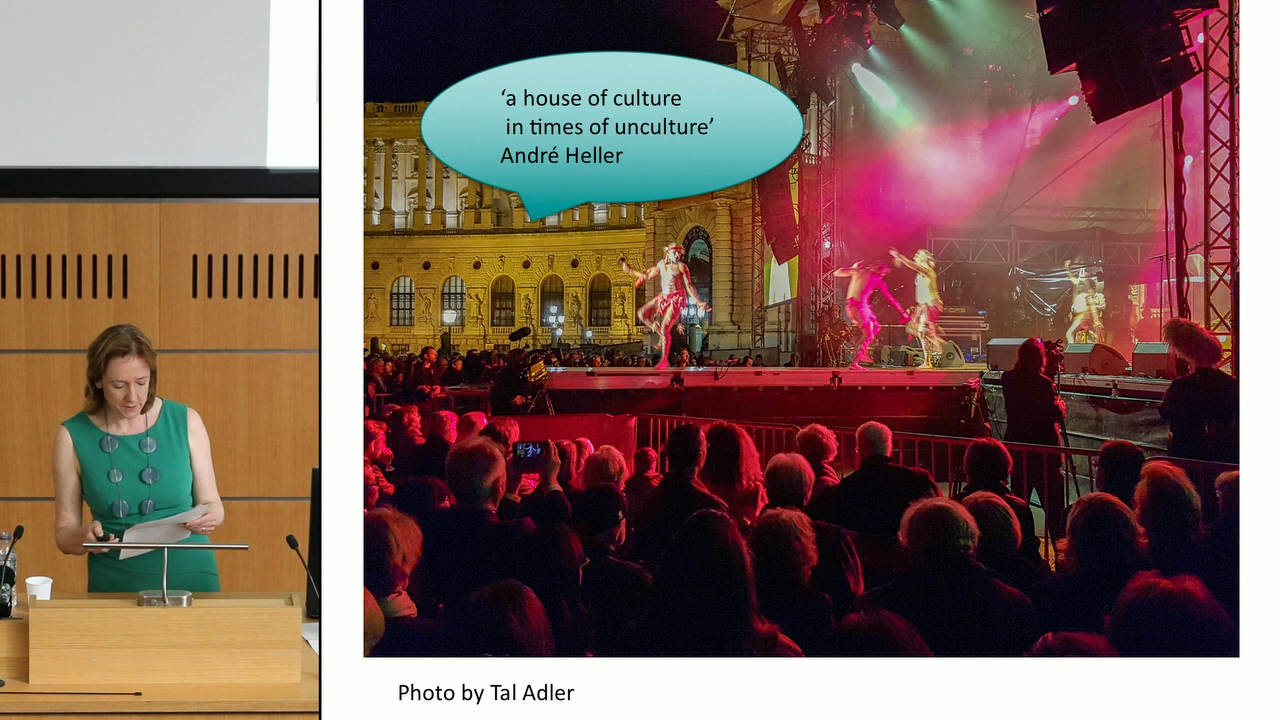 ‘a house of culture
in times of unculture’
André Heller
Photo by Tal Adler